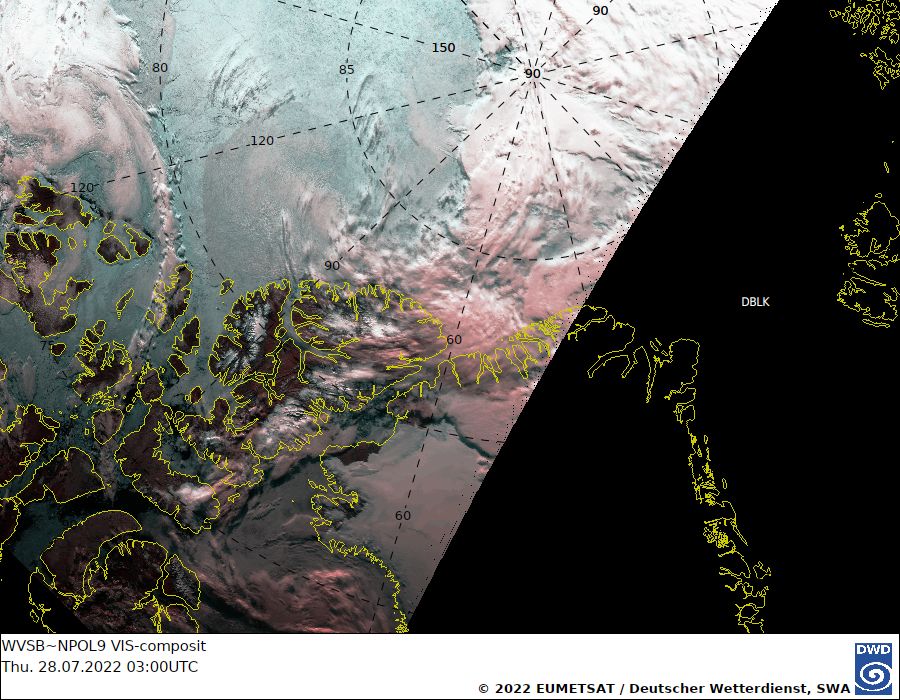 90
150
80
85
90
120
120
90
DBLK
60
60
WVSB~NPOL9 VIS-composit
Thu. 28.07.2022 03:00UTC
DWD
© 2022 EUMETSAT / Deutscher Wetterdienst, SWA